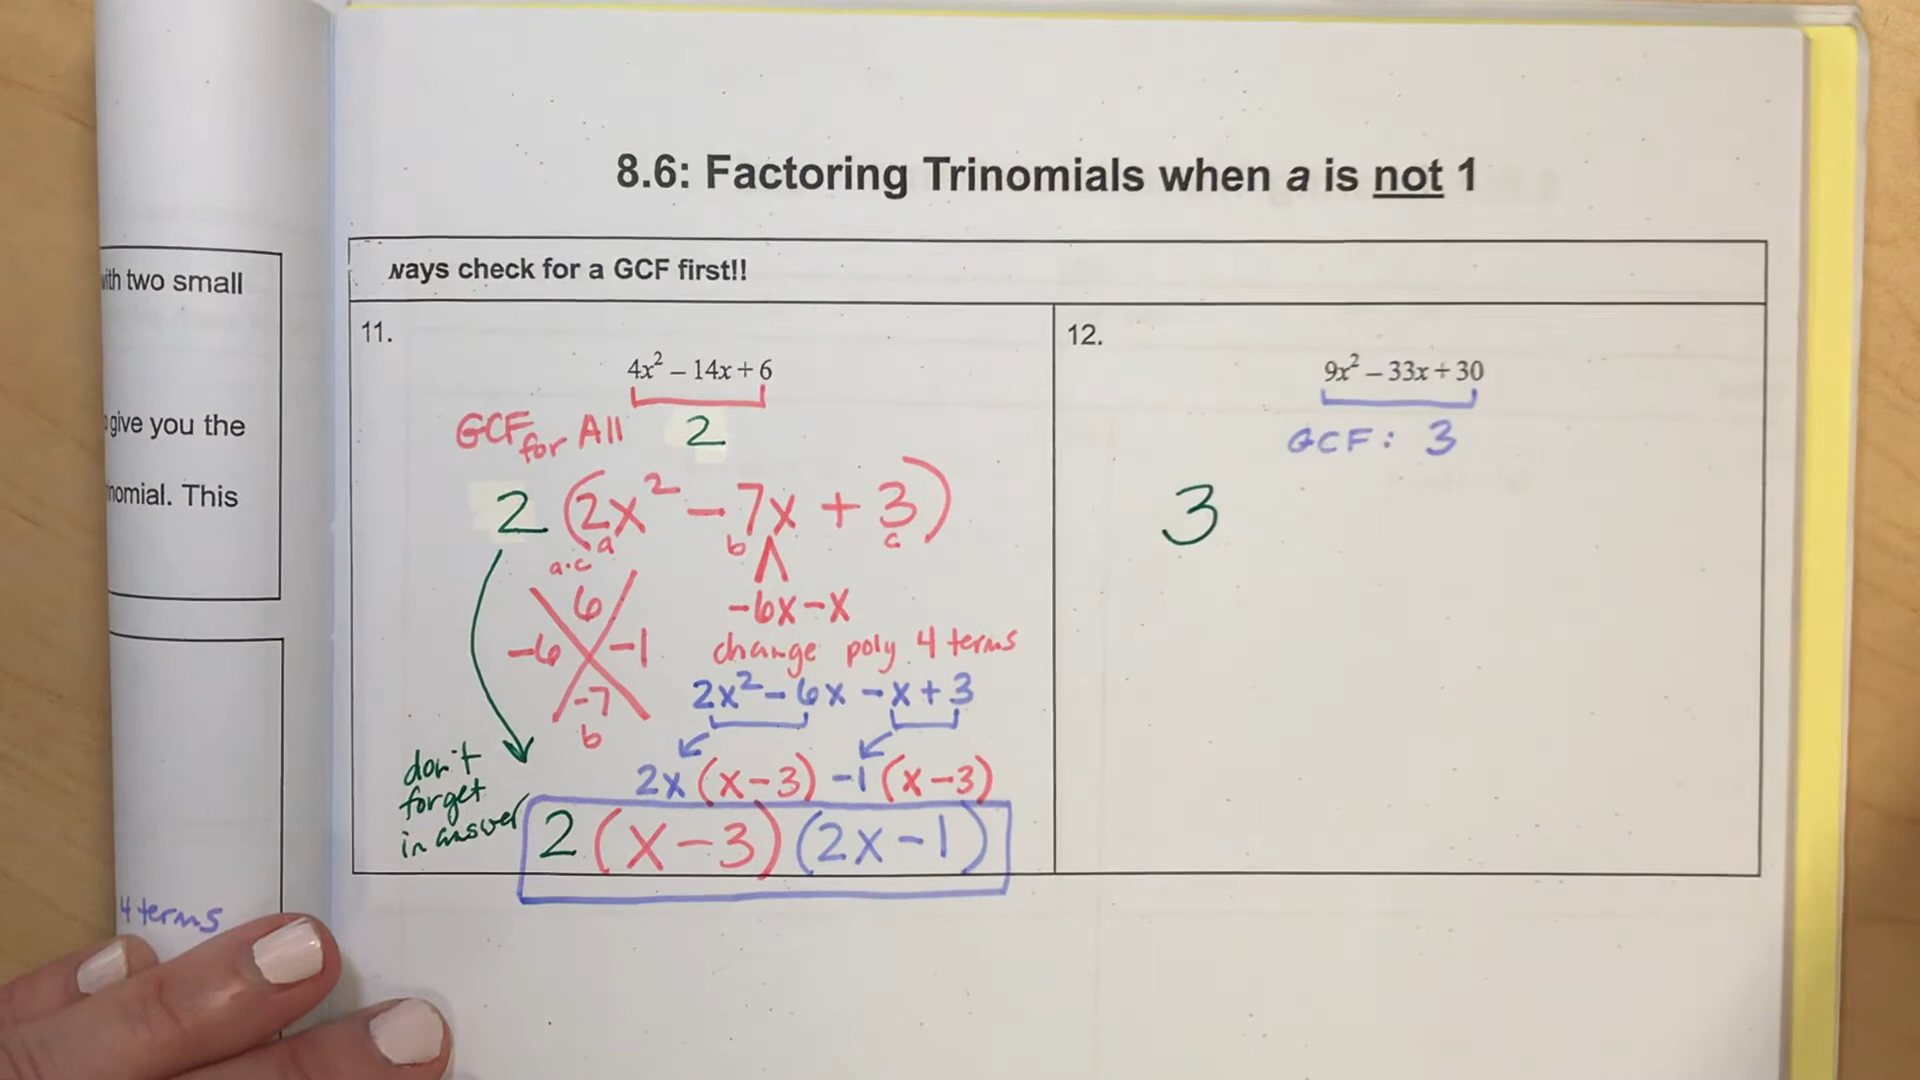 8.6: Factoring Trinomials when a is not 1
ways check for a GCF first!!
with two small
give you the
nomial. This
4 terms
11.
4x² – 14x + 6
GCF for All 2
2 (2x² – 7x + 3)
a b c
a·c
6
-6 -1
-7
b
-6x-x
change poly 4 terms
2x² - 6x - x + 3
2x (x-3) -1 (x-3)
don't
forget
in answer
2 (x-3) (2x-1)
12.
9x² – 33x + 30
GCF: 3
3